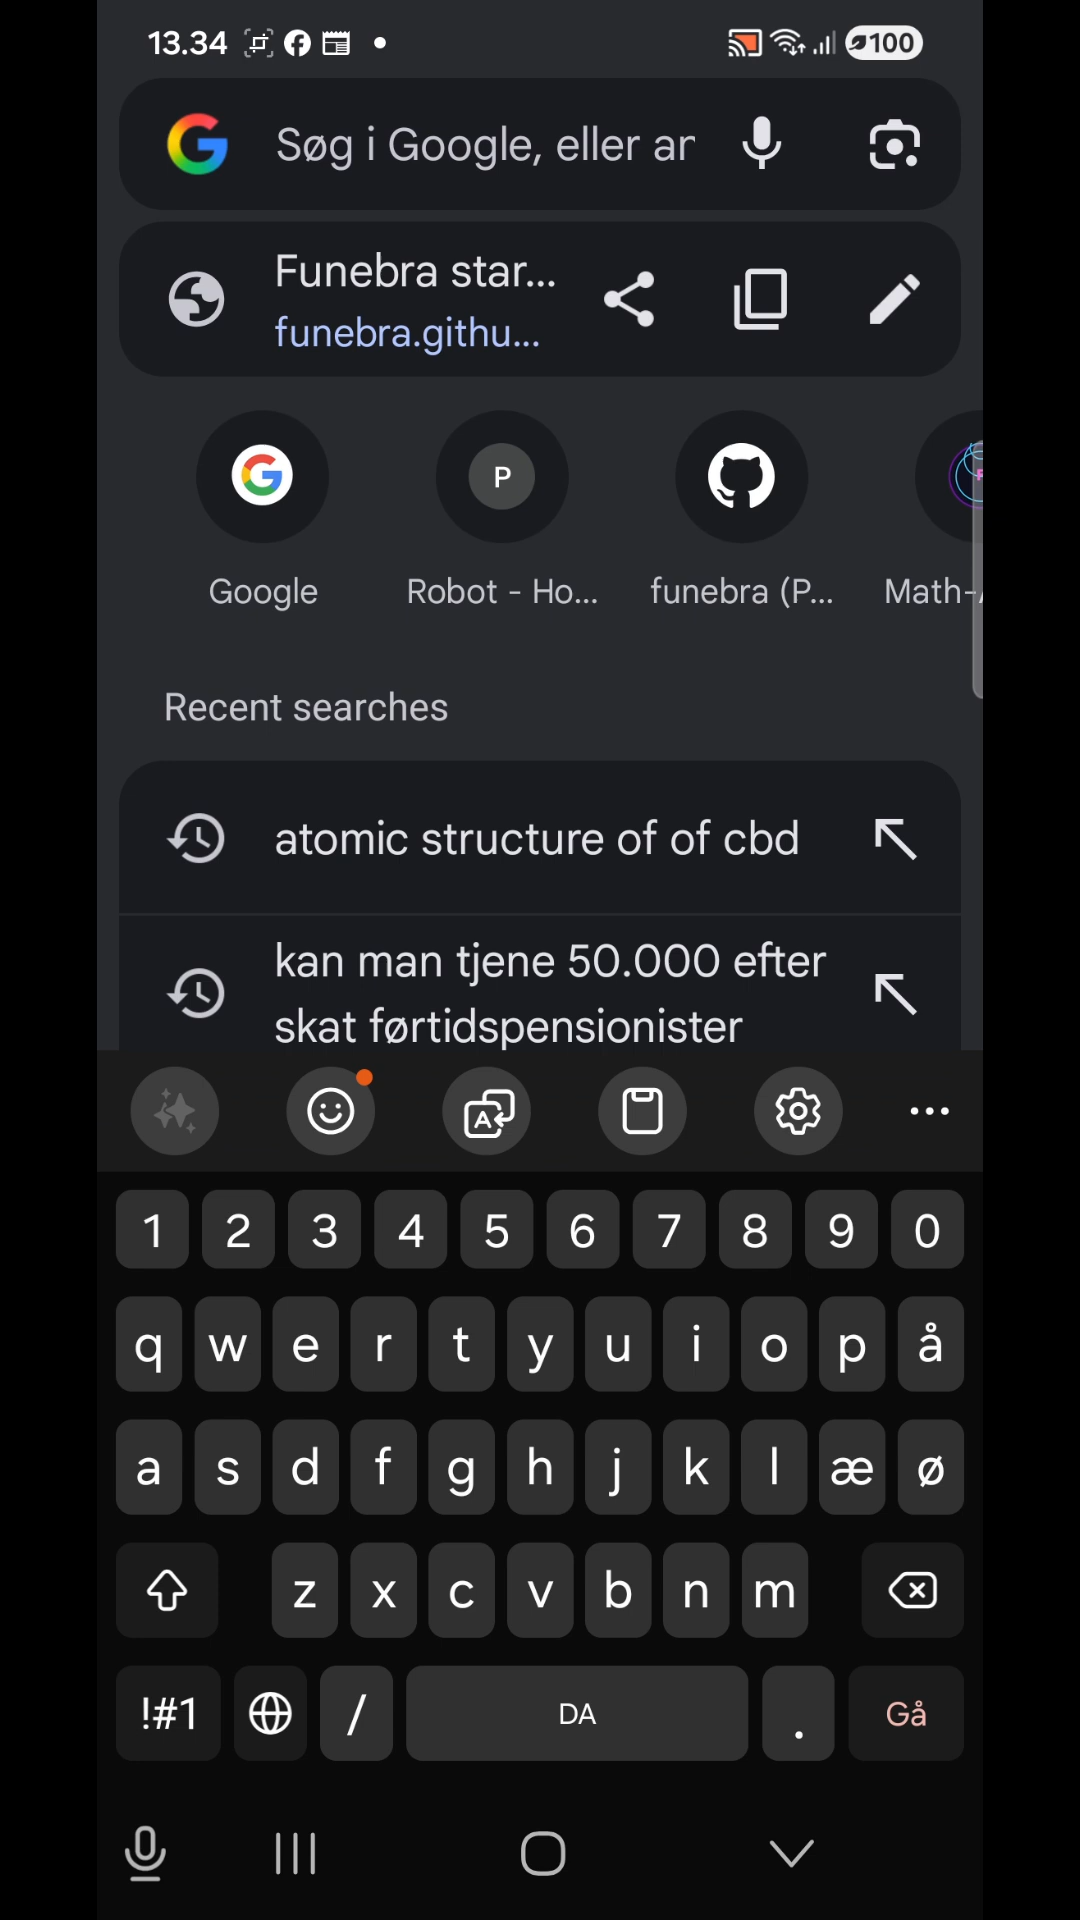 13.34
100
Søg i Google, eller ar
Funebra star...
funebra.githu...
P
Google
Robot - Ho...
funebra (P...
Math-
Recent searches
atomic structure of of cbd
kan man tjene 50.000 efter
skat førtidspensionister
1 2 3 4 5 6 7 8 9 0
q w e r t y u i o p å
a s d f g h j k l æ ø
z x c v b n m
!#1 / DA . Gå